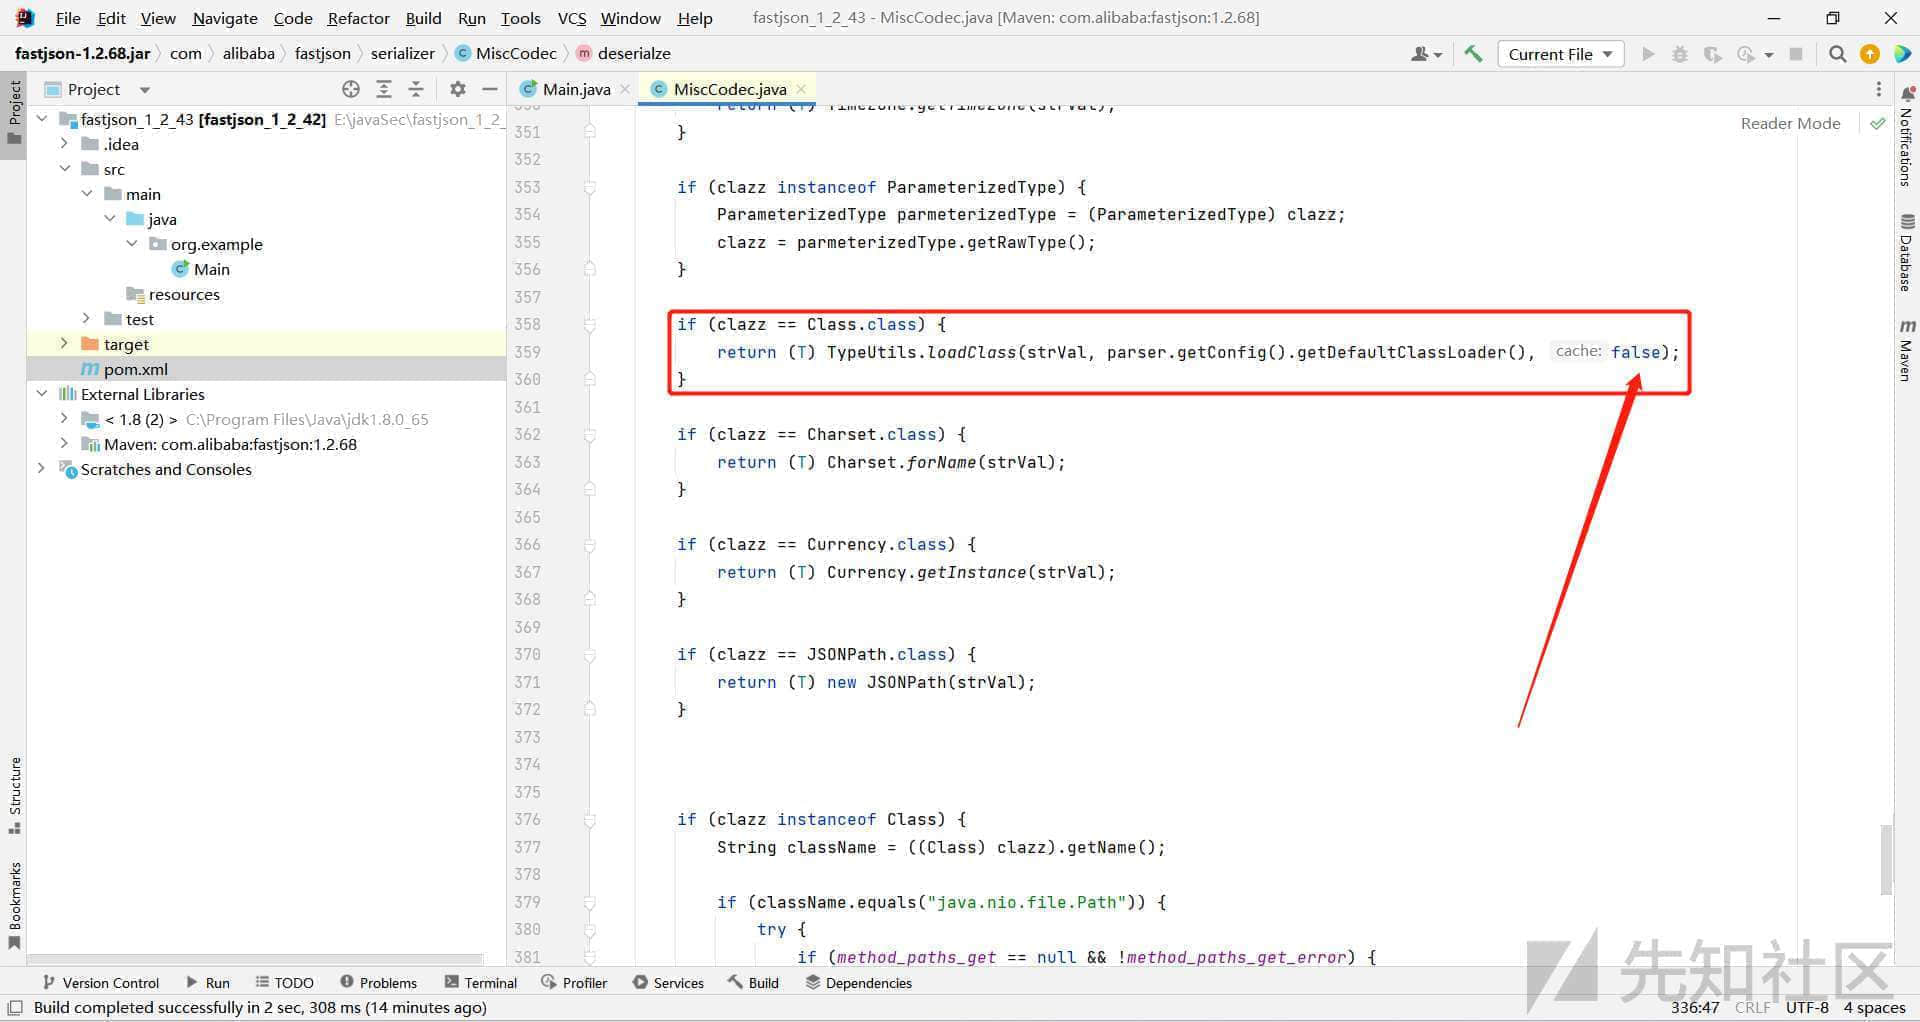 File Edit View Navigate Code Refactor Build Run Tools VCS Window Help fastjson_1_2_43 - MiscCodec.java [Maven: com.alibaba:fastjson:1.2.68]
fastjson-1.2.68.jar com alibaba fastjson serializer MiscCodec deserialze Current File
Project Main.java MiscCodec.java
Reader Mode
fastjson_1_2_43 [fastjson_1_2_42] E:\javaSec\fastjson_1_2_
.idea
src
main
java
org.example
Main
resources
test
target
pom.xml
External Libraries
< 1.8 (2) > C:\Program Files\Java\jdk1.8.0_65
Maven: com.alibaba:fastjson:1.2.68
Scratches and Consoles
Project
Structure
Bookmarks
350 return (T) TimeZone.getTimeZone(strVal);
351 }
352
353 if (clazz instanceof ParameterizedType) {
354 ParameterizedType parmeterizedType = (ParameterizedType) clazz;
355 clazz = parmeterizedType.getRawType();
356 }
357
358 if (clazz == Class.class) {
359 return (T) TypeUtils.loadClass(strVal, parser.getConfig().getDefaultClassLoader(), cache: false);
360 }
361
362 if (clazz == Charset.class) {
363 return (T) Charset.forName(strVal);
364 }
365
366 if (clazz == Currency.class) {
367 return (T) Currency.getInstance(strVal);
368 }
369
370 if (clazz == JSONPath.class) {
371 return (T) new JSONPath(strVal);
372 }
373
374
375
376 if (clazz instanceof Class) {
377 String className = ((Class) clazz).getName();
378
379 if (className.equals("java.nio.file.Path")) {
380 try {
381 if (method_paths_get == null && !method_paths_get_error) {
Notifications
Database
m Maven
Version Control Run TODO Problems Terminal Profiler Services Build Dependencies
Build completed successfully in 2 sec, 308 ms (14 minutes ago) 336:47 CRLF UTF-8 4 spaces
先知社区